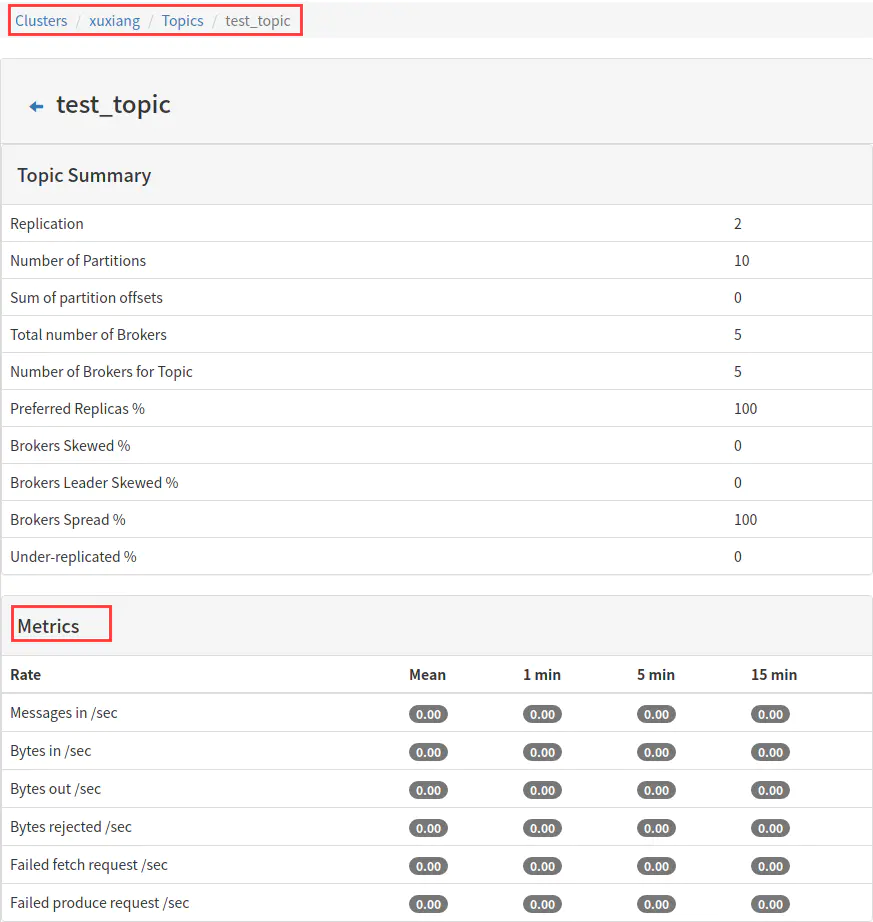 Clusters / xuxiang / Topics / test_topic
test_topic
Topic Summary
Replication 2
Number of Partitions 10
Sum of partition offsets 0
Total number of Brokers 5
Number of Brokers for Topic 5
Preferred Replicas % 100
Brokers Skewed % 0
Brokers Leader Skewed % 0
Brokers Spread % 100
Under-replicated % 0
Metrics
Rate Mean 1 min 5 min 15 min
Messages in /sec 0.00 0.00 0.00 0.00
Bytes in /sec 0.00 0.00 0.00 0.00
Bytes out /sec 0.00 0.00 0.00 0.00
Bytes rejected /sec 0.00 0.00 0.00 0.00
Failed fetch request /sec 0.00 0.00 0.00 0.00
Failed produce request /sec 0.00 0.00 0.00 0.00